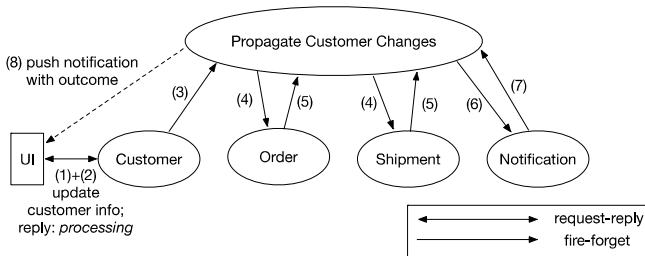 Propagate Customer Changes
(8) push notification
with outcome
(3)
(4)
(5)
(4)
(5)
(6)
(7)
UI
Customer
Order
Shipment
Notification
(1)+(2)
update
customer info;
reply: processing
request-reply
fire-forget